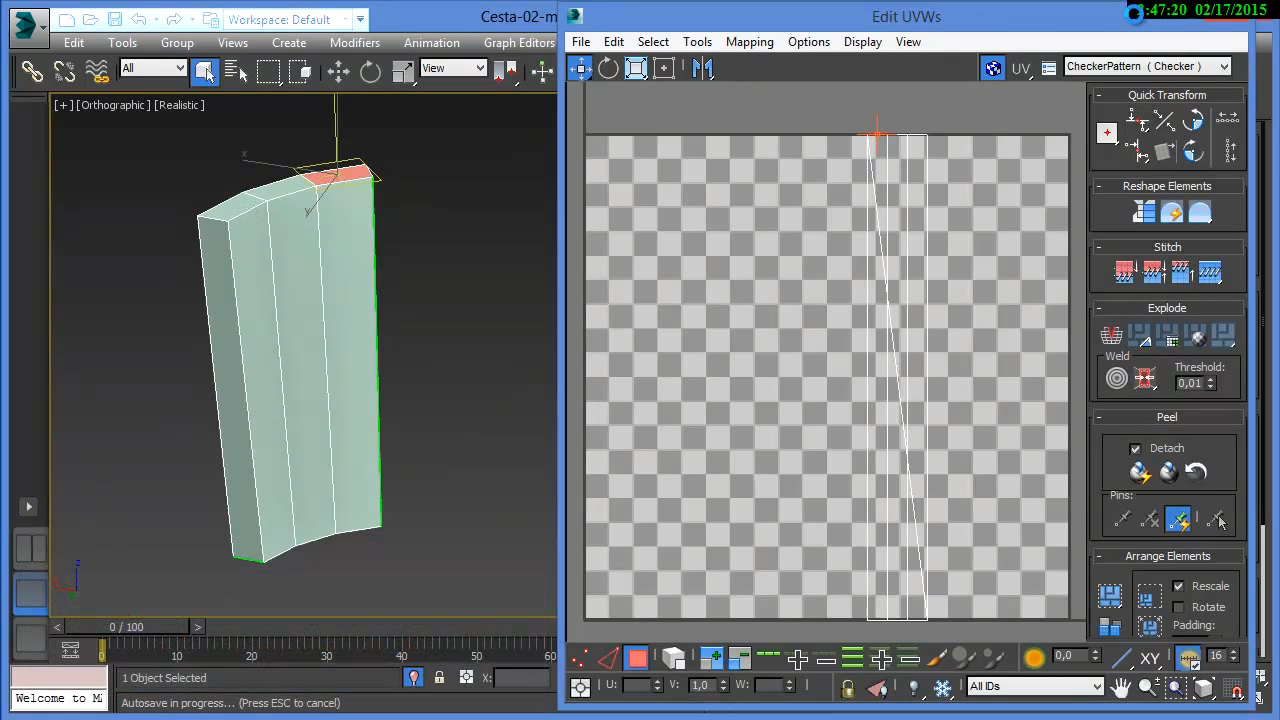 Workspace: Default
Cesta-02-m
Edit UVWs
:47:20 02/17/2015
Edit
Tools
Group
Views
Create
Modifiers
Animation
Graph Editors
File
Edit
Select
Tools
Mapping
Options
Display
View
All
View
UV
CheckerPattern ( Checker )
[+] [Orthographic] [Realistic]
Quick Transform
x
y
Reshape Elements
Stitch
Explode
Weld
Threshold:
0,01
Peel
Detach
Pins:
Arrange Elements
Rescale
Rotate
Padding:
z
0 / 100
0
10
20
30
40
50
60
0,0
XY
16
1 Object Selected
X:
U:
V:
1,0
W:
All IDs
Welcome to M
Autosave in progress... (Press ESC to cancel)